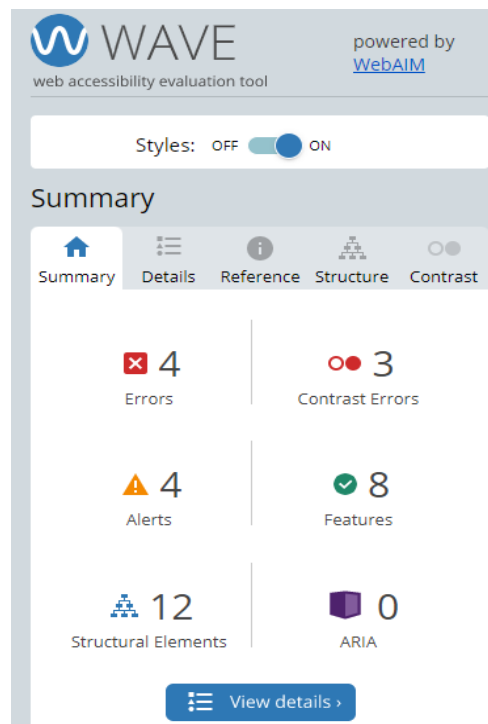 WAVE
powered by
WebAIM
web accessibility evaluation tool
Styles: OFF ON
Summary
Summary Details Reference Structure Contrast
4 3
Errors Contrast Errors
4 8
Alerts Features
12 0
Structural Elements ARIA
View details ›